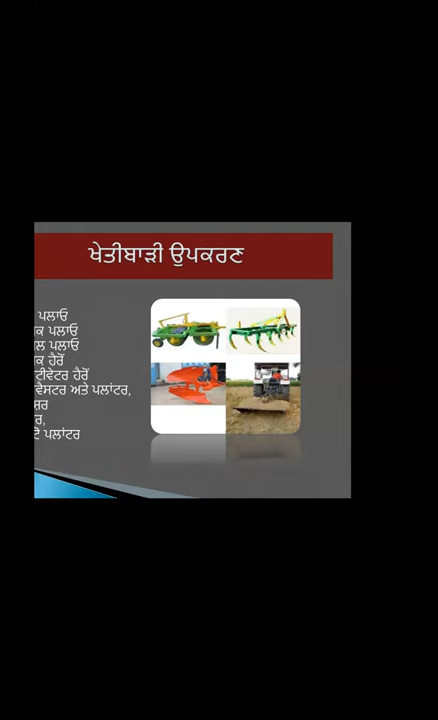 ਖੇਤੀਬਾੜੀ ਉਪਕਰਣ
ਪਲਾਓ
ਕ ਪਲਾਓ
ਲ ਪਲਾਓ
ਕ ਹੈਰੋਂ
ਟੀਵੇਟਰ ਹੈਰੋਂ
ਵੈਸਟਰ ਅਤੇ ਪਲਾਂਟਰ,
ਸ਼ਰ
ਰ,
ਟੋ ਪਲਾਂਟਰ